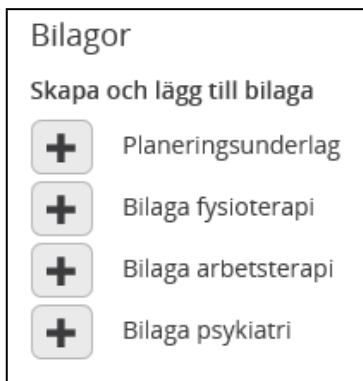 Bilagor
Skapa och lägg till bilaga
Planeringsunderlag
Bilaga fysioterapi
Bilaga arbetsterapi
Bilaga psykiatri